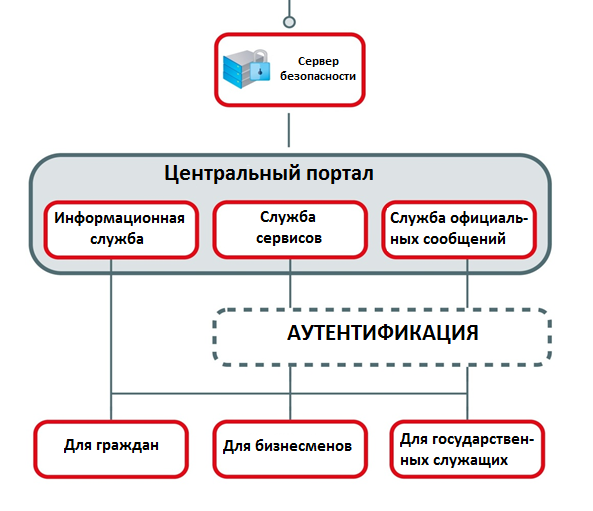 Сервер
безопасности
Центральный портал
Информационная
служба
Служба
сервисов
Служба официаль-
ных сообщений
АУТЕНТИФИКАЦИЯ
Для граждан
Для бизнесменов
Для государствен-
ных служащих